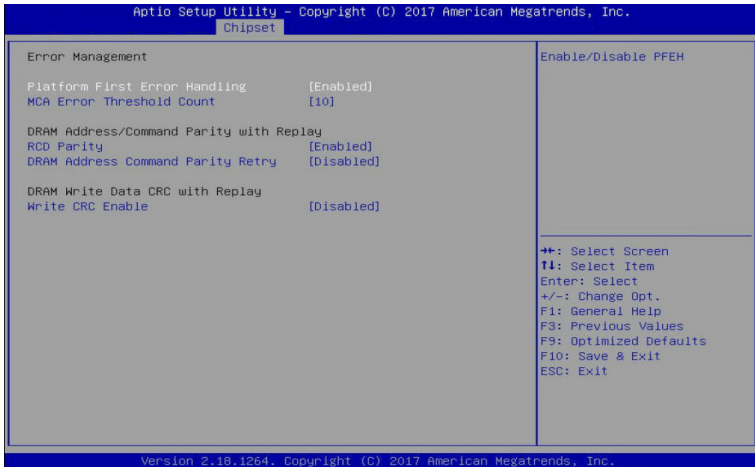 Aptio Setup Utility – Copyright (C) 2017 American Megatrends, Inc.
Chipset
Error Management
Platform First Error Handling [Enabled]
MCA Error Threshold Count [10]
DRAM Address/Command Parity with Replay
RCD Parity [Enabled]
DRAM Address Command Parity Retry [Disabled]
DRAM Write Data CRC with Replay
Write CRC Enable [Disabled]
Enable/Disable PFEH
→←: Select Screen
↑↓: Select Item
Enter: Select
+/-: Change Opt.
F1: General Help
F3: Previous Values
F9: Optimized Defaults
F10: Save & Exit
ESC: Exit
Version 2.18.1264. Copyright (C) 2017 American Megatrends, Inc.